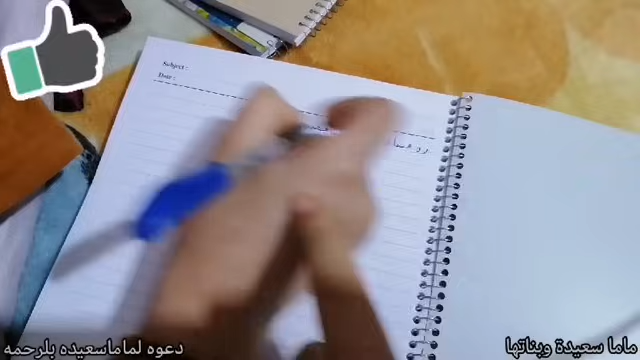 Subject :
Date :
ماما سعيدة وبناتها
دعوه لماماسعيده بلرحمه